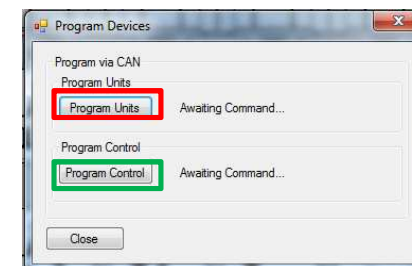 Program Devices
Program via CAN
Program Units
Program Units Awaiting Command...
Program Control
Program Control Awaiting Command...
Close